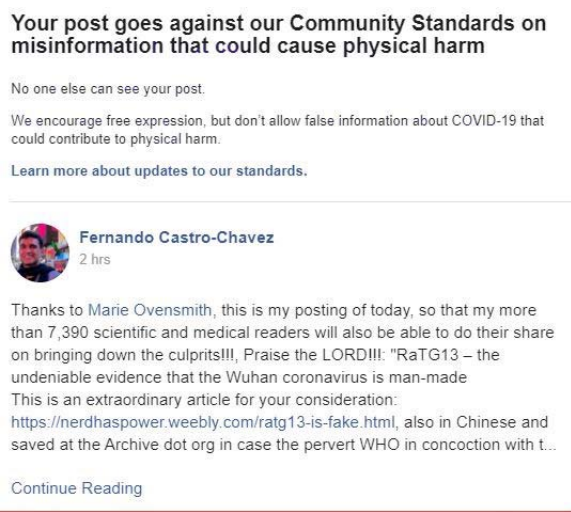 Your post goes against our Community Standards on
misinformation that could cause physical harm
No one else can see your post.
We encourage free expression, but don't allow false information about COVID-19 that
could contribute to physical harm.
Learn more about updates to our standards.
Fernando Castro-Chavez
2 hrs
Thanks to Marie Ovensmith, this is my posting of today, so that my more
than 7,390 scientific and medical readers will also be able to do their share
on bringing down the culprits!!!, Praise the LORD!!!: "RaTG13 – the
undeniable evidence that the Wuhan coronavirus is man-made
This is an extraordinary article for your consideration:
https://nerdhaspower.weebly.com/ratg13-is-fake.html, also in Chinese and
saved at the Archive dot org in case the pervert WHO in concoction with t...
Continue Reading